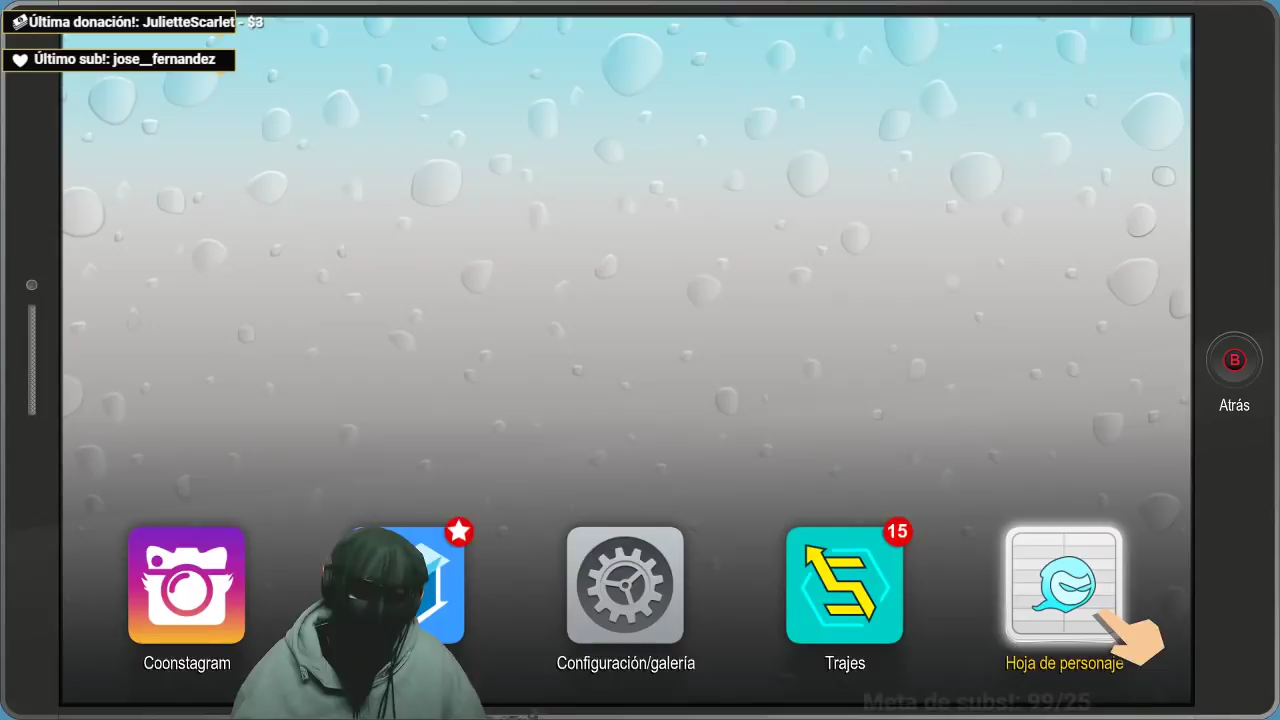 Última donación!: JulietteScarlet - $3
Último sub!: jose__fernandez
B
Atrás
15
Coonstagram
Configuración/galería
Trajes
Hoja de personaje
Meta de subs!: 99/25